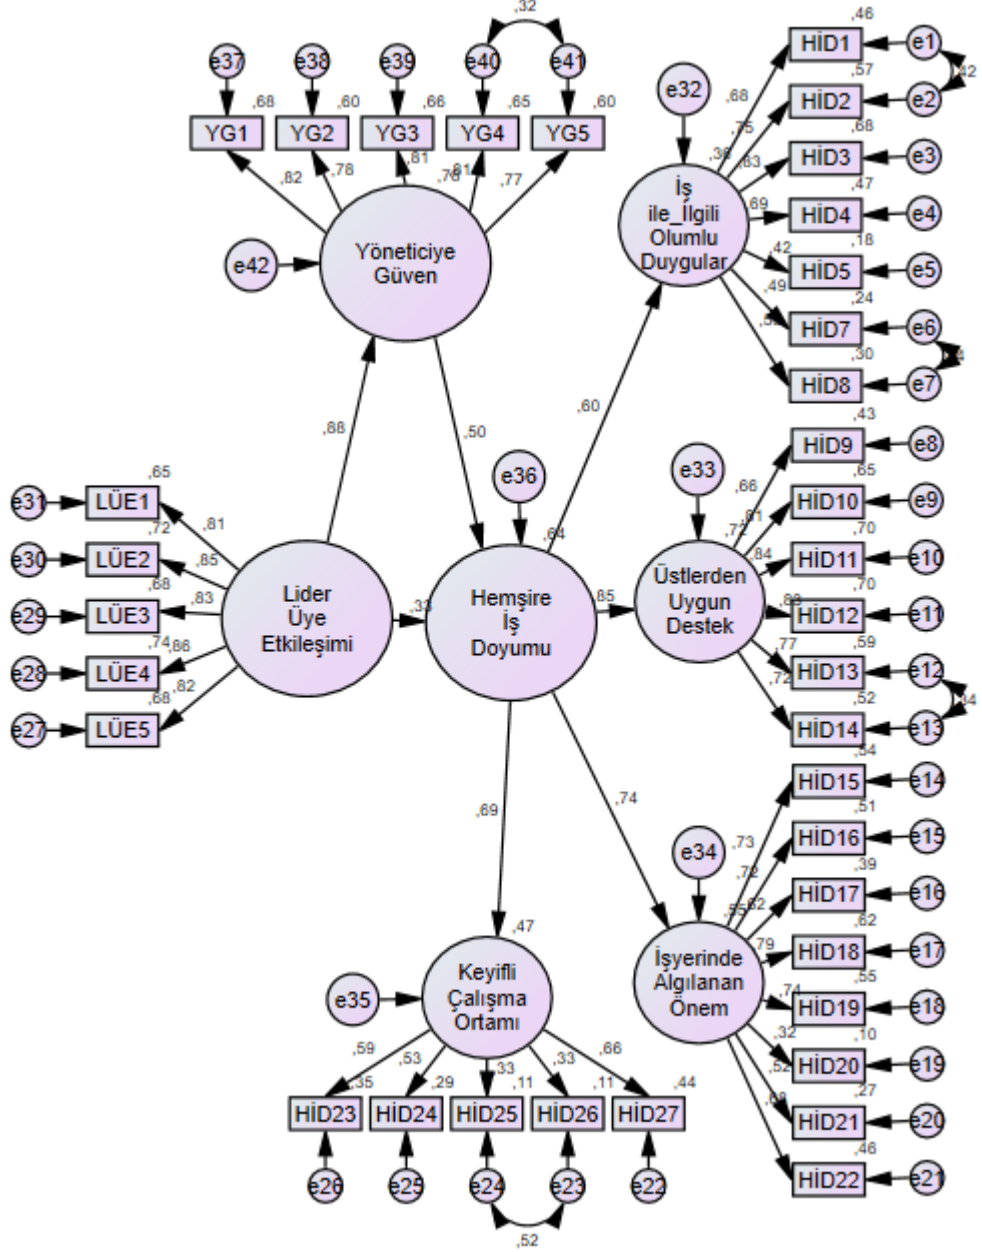 ,32
e37 e38 e39 e40 e41
,68 ,60 ,66 ,65 ,60
YG1 YG2 YG3 YG4 YG5
,82 ,78 ,81 ,81 ,77
e42
Yöneticiye
Güven
,88
,50
e32
,36
İş
ile_İlgili
Olumlu
Duygular
,68
,75
,83
,69
,42
,49
,46
HİD1 e1
,57
HİD2 e2
,68
HİD3 e3
,47
HİD4 e4
,18
HİD5 e5
,24
HİD7 e6
,30
HİD8 e7
,60
e36
,64
e33
,72
Üstlerden
Uygun
Destek
,66
,81
,84
,77
,72
,43
HİD9 e8
,65
HİD10 e9
,70
HİD11 e10
,70
HİD12 e11
,59
HİD13 e12
,52
HİD14 e13
,65
e31 LÜE1
,72
e30 LÜE2
,68
e29 LÜE3
,74
e28 LÜE4
,68
e27 LÜE5
,81
,85
,83
,86
,82
Lider
Üye
Etkileşimi
,33
Hemşire
İş
Doyumu
,85
,69
,74
e34
,55
İşyerinde
Algılanan
Önem
,73
,72
,62
,79
,74
,32
,52
,68
,54
HİD15 e14
,51
HİD16 e15
,39
HİD17 e16
,62
HİD18 e17
,55
HİD19 e18
,10
HİD20 e19
,27
HİD21 e20
,46
HİD22 e21
,47
e35
Keyifli
Çalışma
Ortamı
,59 ,53 ,33 ,33 ,66
,35 ,29 ,11 ,11 ,44
HİD23 HİD24 HİD25 HİD26 HİD27
e26 e25 e24 e23 e22
,52